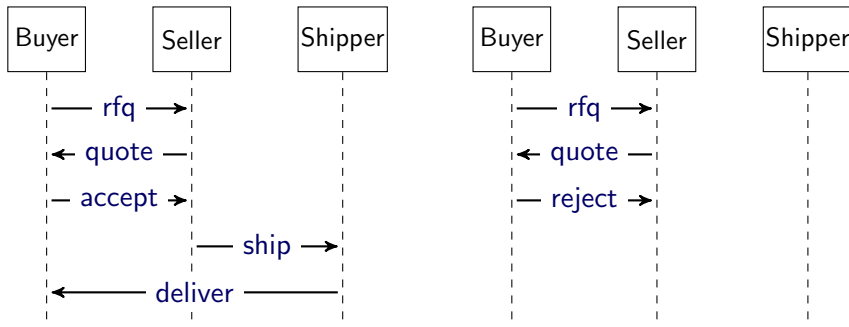 Buyer Seller Shipper
rfq
quote
accept
ship
deliver
Buyer Seller Shipper
rfq
quote
reject